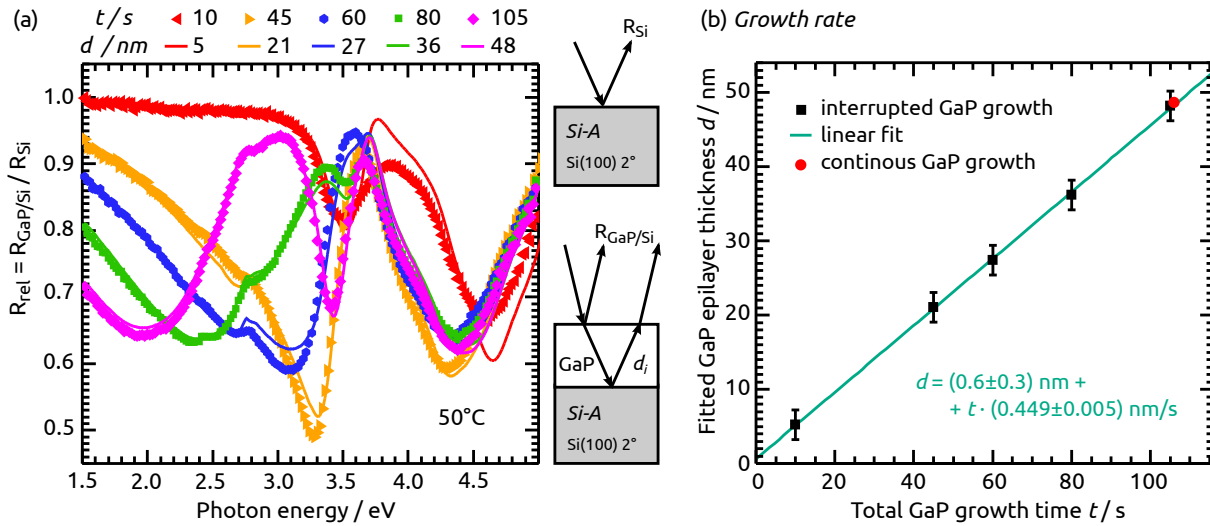 (a)
t / s 10 45 60 80 105
d / nm 5 21 27 36 48
R_rel = R_GaP/Si / R_Si
1.0
0.9
0.8
0.7
0.6
0.5
50°C
1.5 2.0 2.5 3.0 3.5 4.0 4.5
Photon energy / eV
R_Si
Si-A
Si(100) 2°
R_GaP/Si
GaP d_i
Si-A
Si(100) 2°
(b) Growth rate
Fitted GaP epilayer thickness d / nm
50
40
30
20
10
0
interrupted GaP growth
linear fit
continous GaP growth
d = (0.6±0.3) nm +
+ t · (0.449±0.005) nm/s
0 20 40 60 80 100
Total GaP growth time t / s